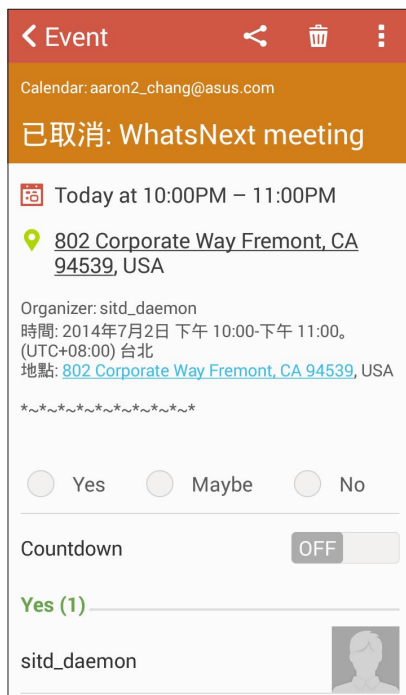 Event
Calendar: aaron2_chang@asus.com
已取消: WhatsNext meeting
Today at 10:00PM – 11:00PM
802 Corporate Way Fremont, CA
94539, USA
Organizer: sitd_daemon
時間: 2014年7月2日 下午 10:00-下午 11:00。
(UTC+08:00) 台北
地點: 802 Corporate Way Fremont, CA 94539, USA
*~*~*~*~*~*~*~*~*~*
Yes Maybe No
Countdown OFF
Yes (1)
sitd_daemon